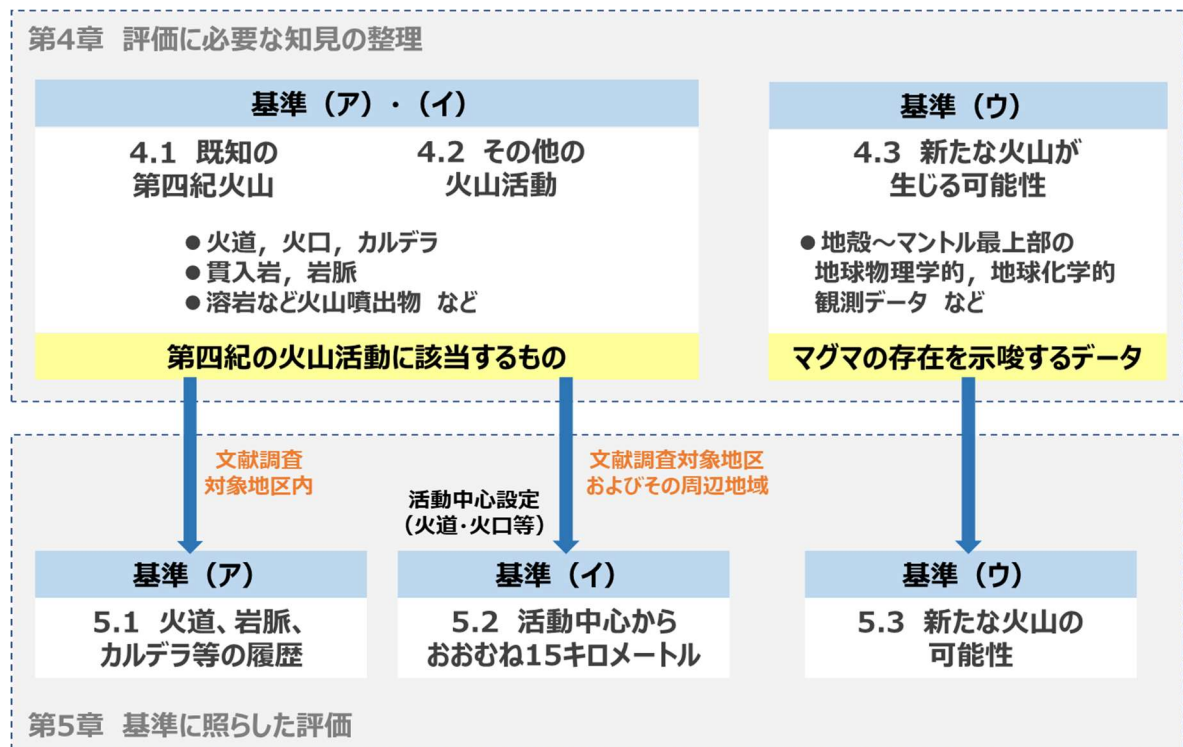 第4章 評価に必要な知見の整理
基準（ア）・（イ）
4.1 既知の
第四紀火山
4.2 その他の
火山活動
●火道，火口，カルデラ
●貫入岩，岩脈
●溶岩など火山噴出物 など
第四紀の火山活動に該当するもの
基準（ウ）
4.3 新たな火山が
生じる可能性
●地殻～マントル最上部の
地球物理学的，地球化学的
観測データ など
マグマの存在を示唆するデータ
文献調査
対象地区内
活動中心設定
（火道･火口等）
文献調査対象地区
およびその周辺地域
基準（ア）
5.1 火道、岩脈、
カルデラ等の履歴
基準（イ）
5.2 活動中心から
おおむね15キロメートル
基準（ウ）
5.3 新たな火山の
可能性
第5章 基準に照らした評価